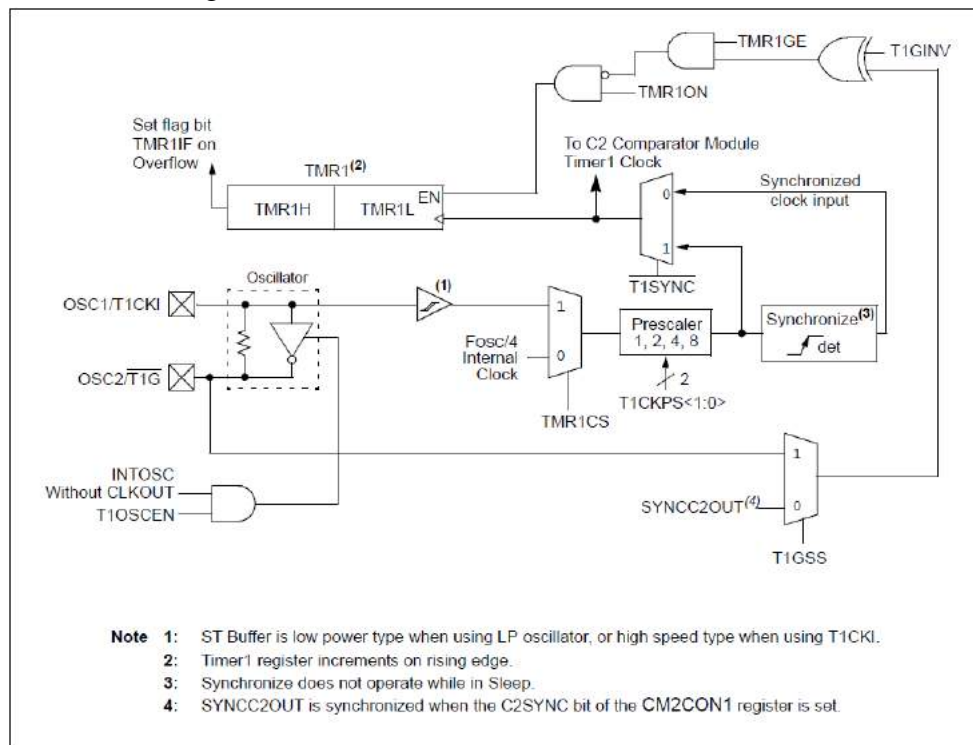 TMR1GE
T1GINV
TMR1ON
Set flag bit
TMR1IF on
Overflow
To C2 Comparator Module
Timer1 Clock
TMR1(2)
EN
TMR1H
TMR1L
0
Synchronized
clock input
1
T1SYNC
Oscillator
(1)
OSC1/T1CKI
1
Prescaler
1, 2, 4, 8
Synchronize(3)
det
Fosc/4
Internal
Clock
0
OSC2/T1G
2
T1CKPS<1:0>
TMR1CS
1
INTOSC
Without CLKOUT
T1OSCEN
SYNCC2OUT(4)
0
T1GSS
Note 1: ST Buffer is low power type when using LP oscillator, or high speed type when using T1CKI.
2: Timer1 register increments on rising edge.
3: Synchronize does not operate while in Sleep.
4: SYNCC2OUT is synchronized when the C2SYNC bit of the CM2CON1 register is set.